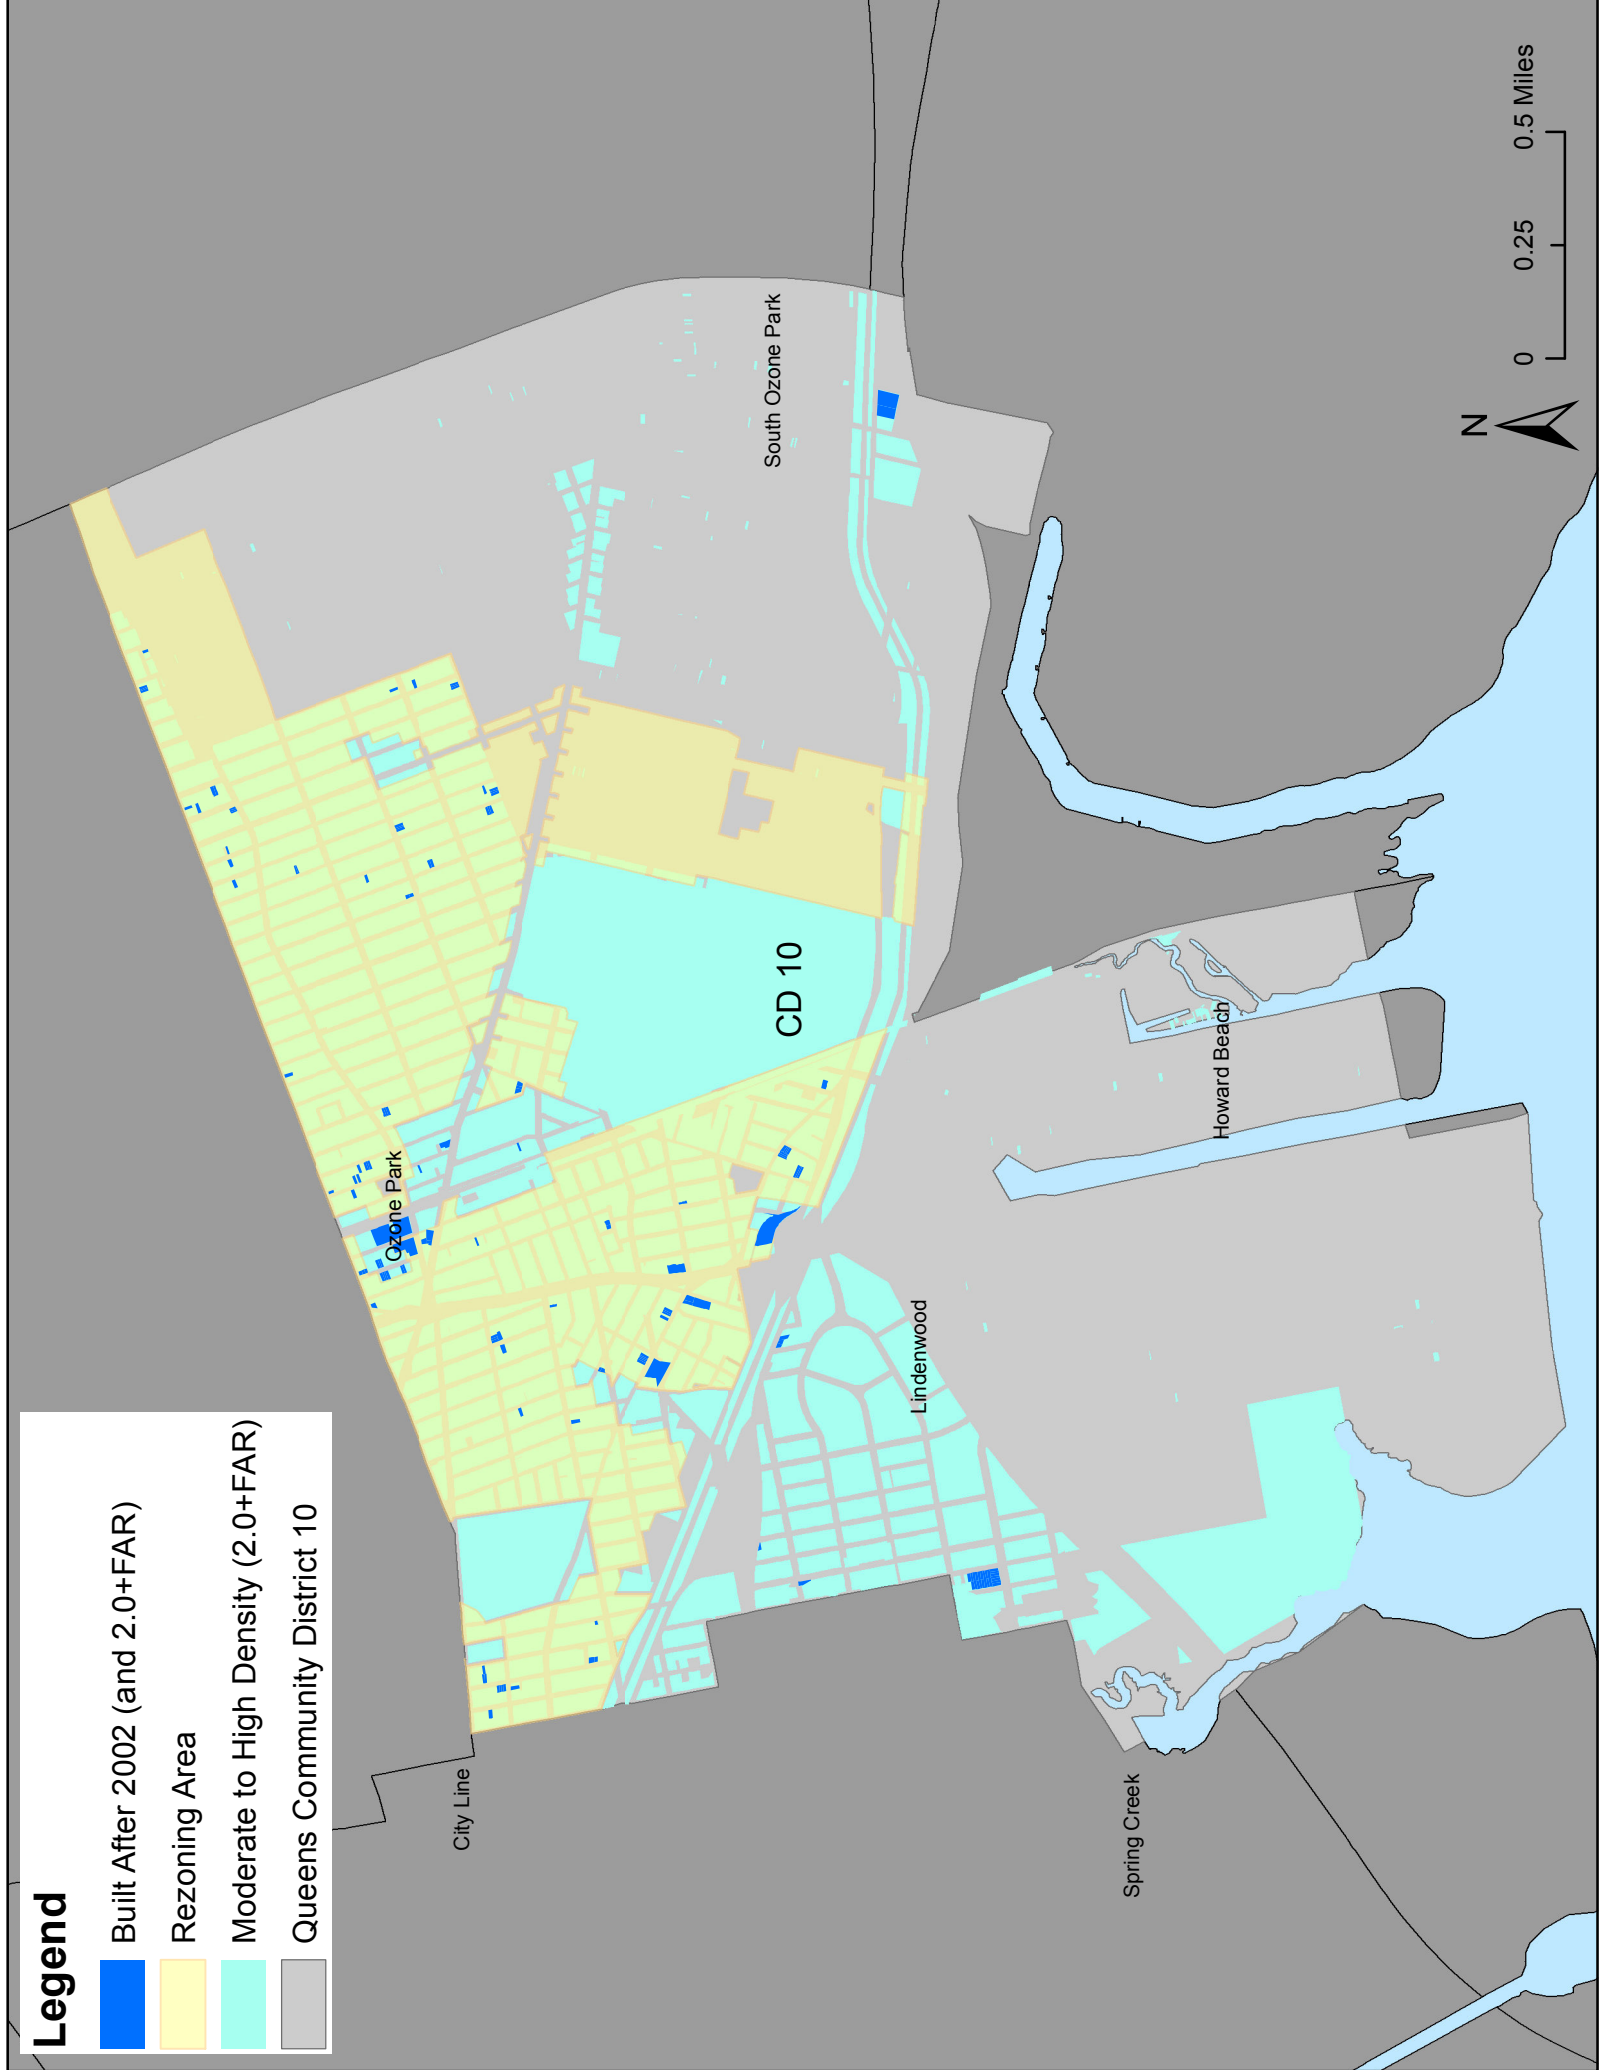 Legend
Built After 2002 (and 2.0+FAR)
Rezoning Area
Moderate to High Density (2.0+FAR)
Queens Community District 10
City Line
Ozone Park
South Ozone Park
CD 10
Lindenwood
Spring Creek
Howard Beach
N
0 0.25 0.5 Miles